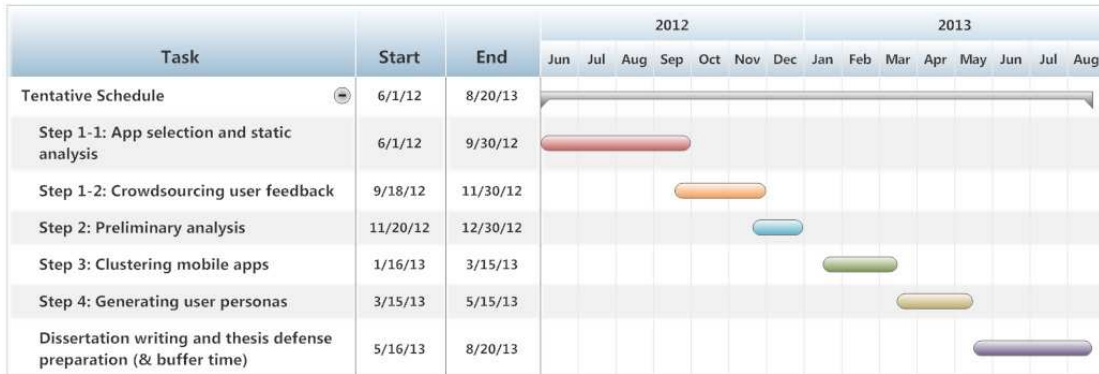 2012 2013
Task Start End Jun Jul Aug Sep Oct Nov Dec Jan Feb Mar Apr May Jun Jul Aug
Tentative Schedule 6/1/12 8/20/13
Step 1-1: App selection and static
analysis 6/1/12 9/30/12
Step 1-2: Crowdsourcing user feedback 9/18/12 11/30/12
Step 2: Preliminary analysis 11/20/12 12/30/12
Step 3: Clustering mobile apps 1/16/13 3/15/13
Step 4: Generating user personas 3/15/13 5/15/13
Dissertation writing and thesis defense
preparation (& buffer time) 5/16/13 8/20/13